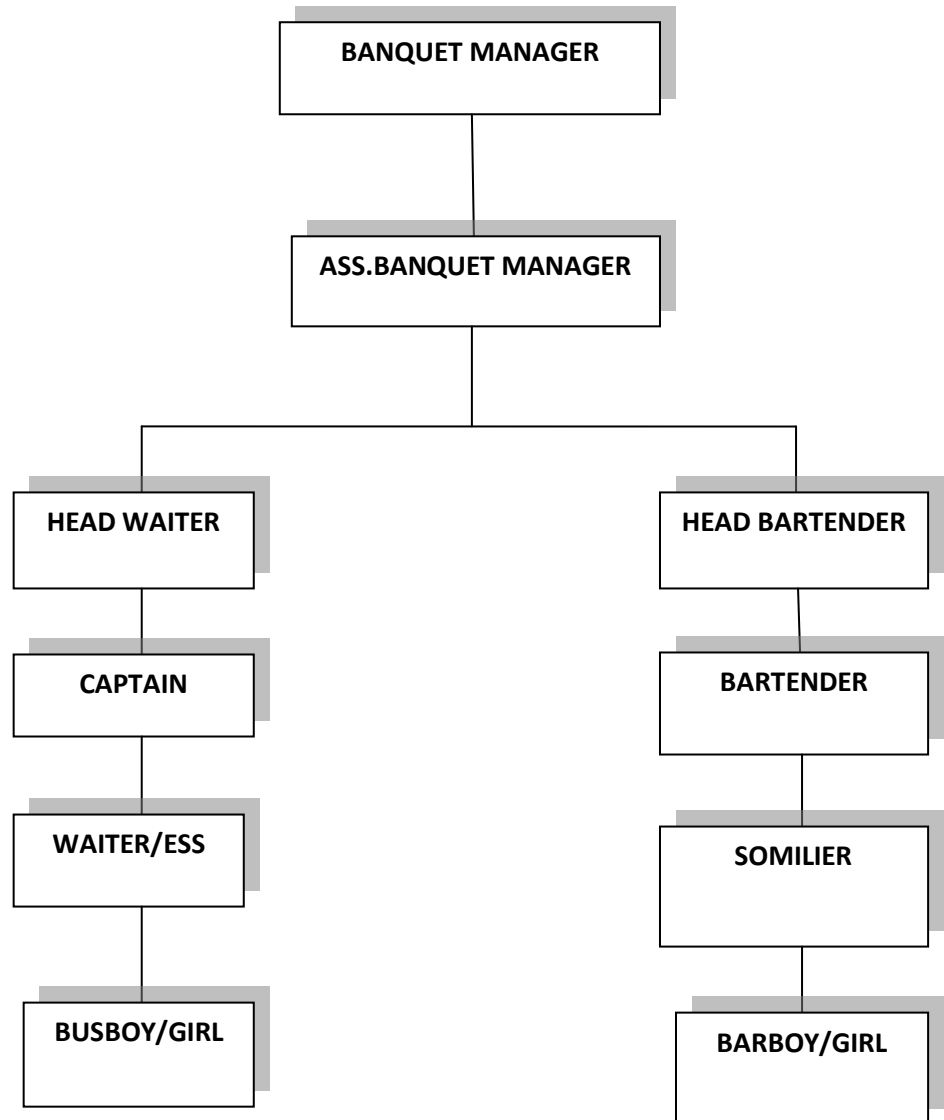 BANQUET MANAGER
ASS.BANQUET MANAGER
HEAD WAITER
HEAD BARTENDER
CAPTAIN
BARTENDER
WAITER/ESS
SOMILIER
BUSBOY/GIRL
BARBOY/GIRL